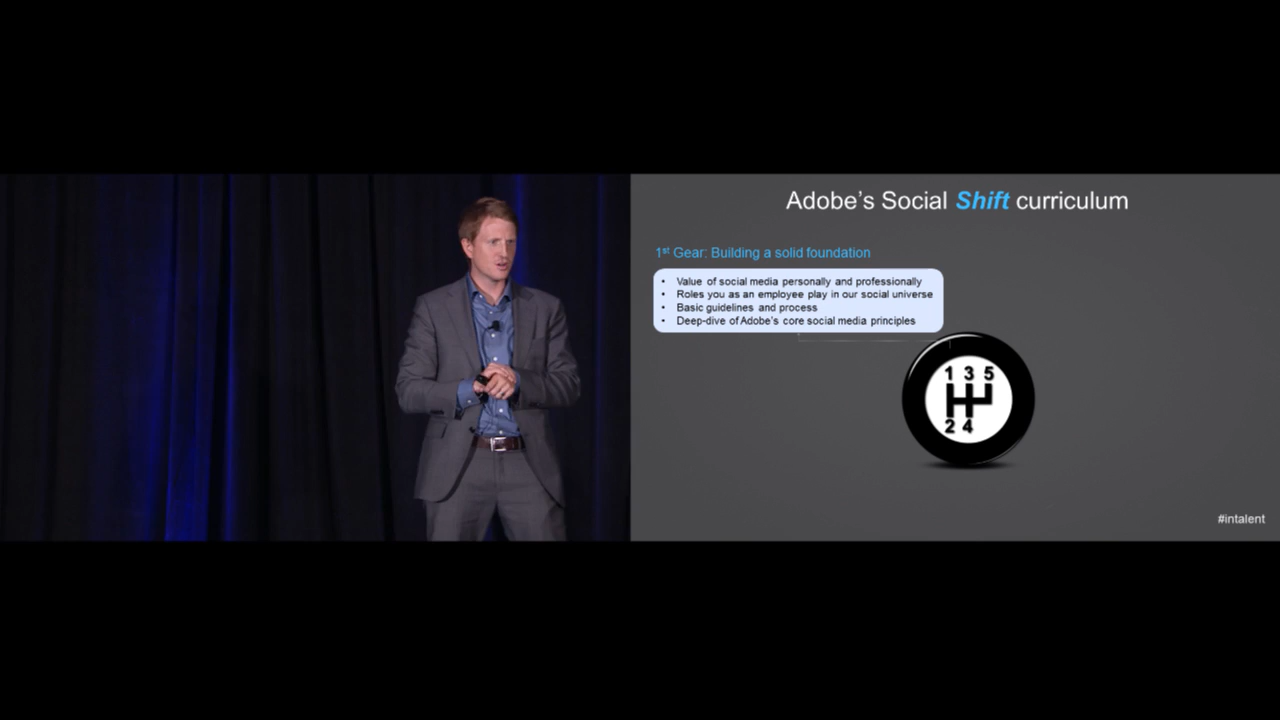 Adobe's Social Shift curriculum
1st Gear: Building a solid foundation
• Value of social media personally and professionally
• Roles you as an employee play in our social universe
• Basic guidelines and process
• Deep-dive of Adobe's core social media principles
1 3 5
2 4
#intalent